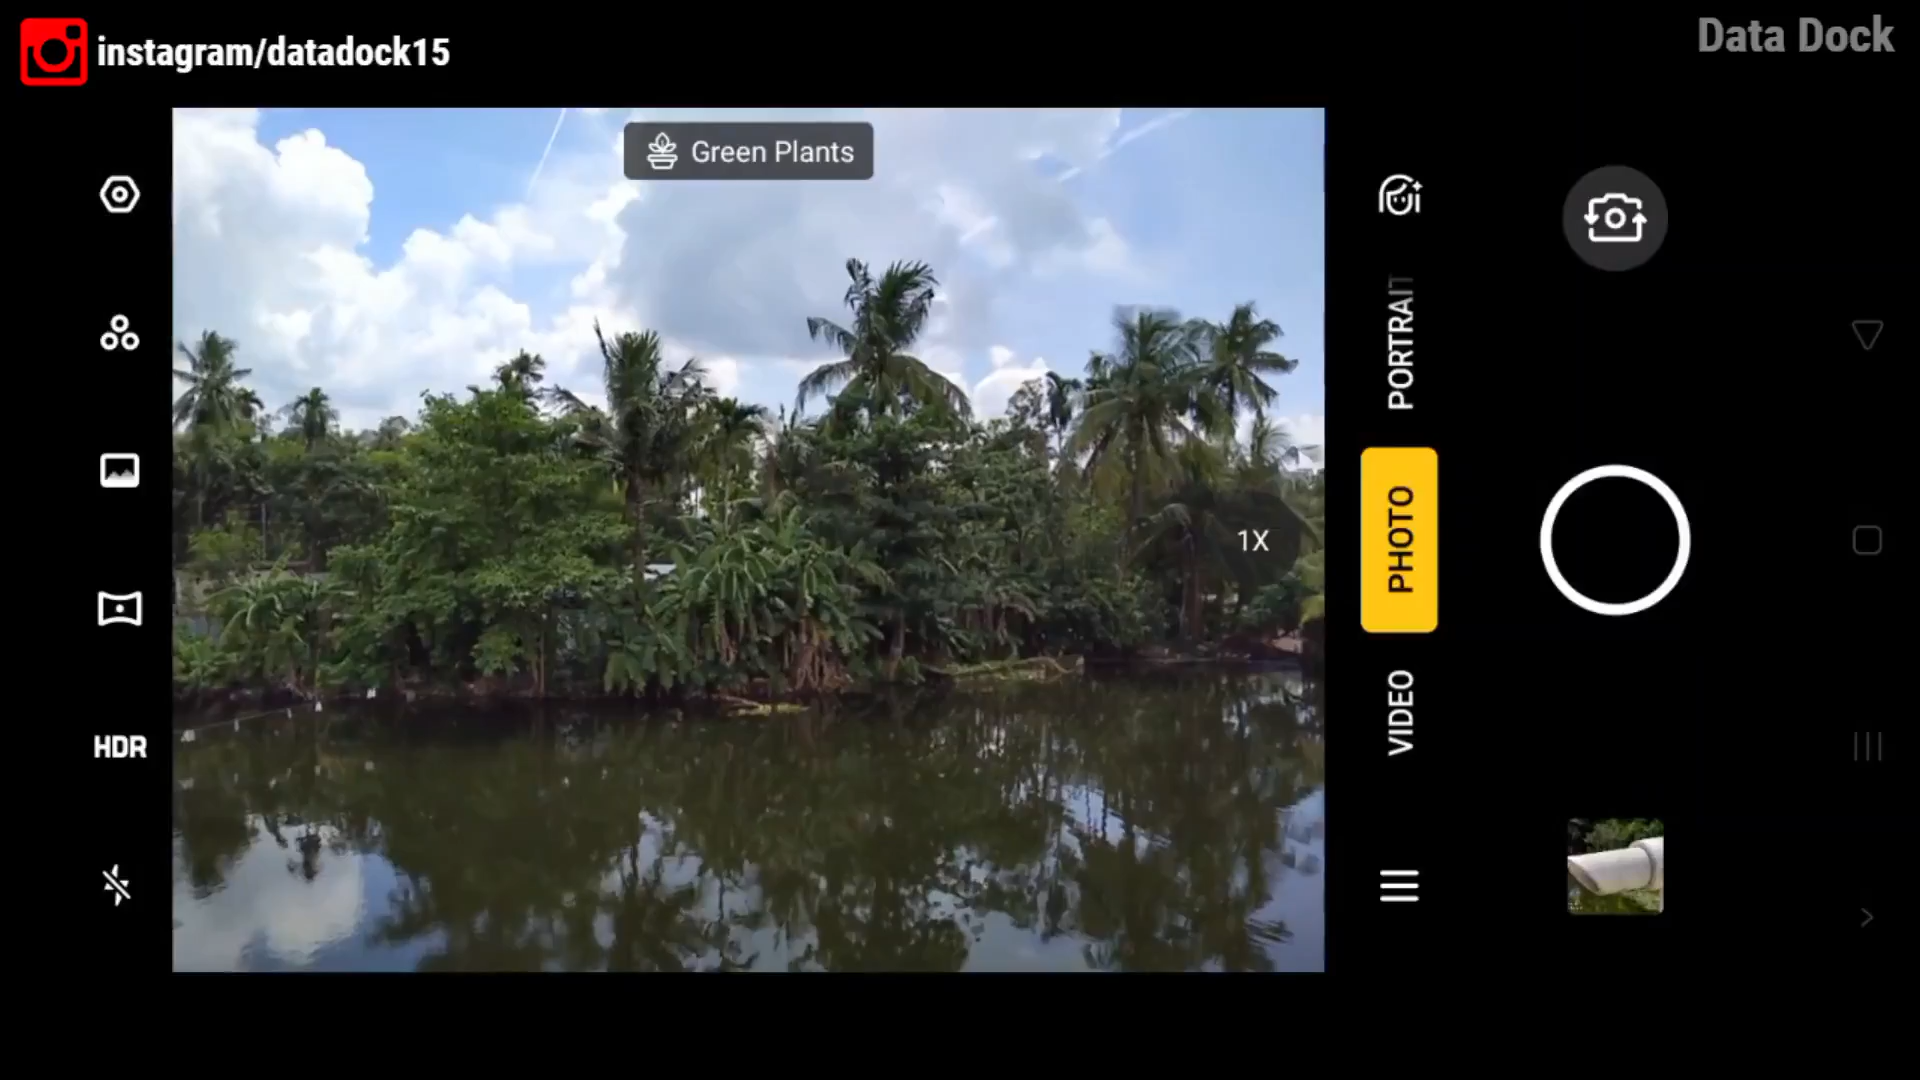 instagram/datadock15
Data Dock
Green Plants
PORTRAIT
1X
PHOTO
VIDEO
HDR